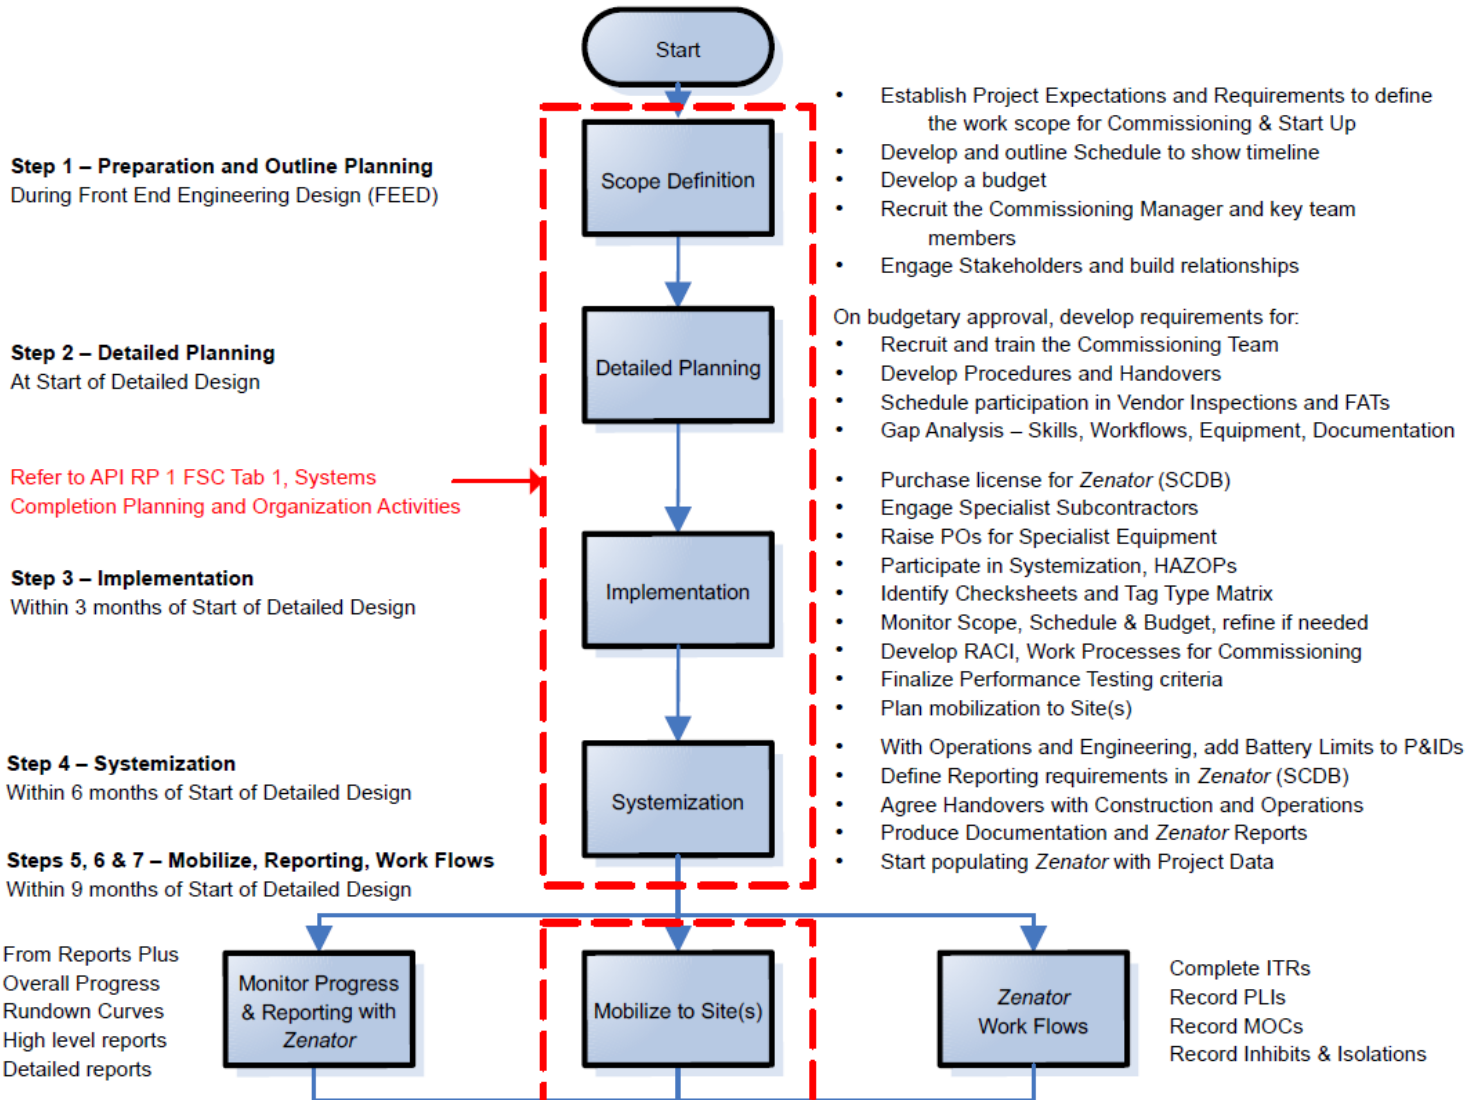 Start
• Establish Project Expectations and Requirements to define
the work scope for Commissioning & Start Up
• Develop and outline Schedule to show timeline
• Develop a budget
• Recruit the Commissioning Manager and key team
members
• Engage Stakeholders and build relationships
Step 1 – Preparation and Outline Planning
During Front End Engineering Design (FEED)
Scope Definition
On budgetary approval, develop requirements for:
• Recruit and train the Commissioning Team
• Develop Procedures and Handovers
• Schedule participation in Vendor Inspections and FATs
• Gap Analysis – Skills, Workflows, Equipment, Documentation
Step 2 – Detailed Planning
At Start of Detailed Design
Detailed Planning
Refer to API RP 1 FSC Tab 1, Systems
Completion Planning and Organization Activities
• Purchase license for Zenator (SCDB)
• Engage Specialist Subcontractors
• Raise POs for Specialist Equipment
• Participate in Systemization, HAZOPs
• Identify Checksheets and Tag Type Matrix
• Monitor Scope, Schedule & Budget, refine if needed
• Develop RACI, Work Processes for Commissioning
• Finalize Performance Testing criteria
• Plan mobilization to Site(s)
Step 3 – Implementation
Within 3 months of Start of Detailed Design
Implementation
• With Operations and Engineering, add Battery Limits to P&IDs
• Define Reporting requirements in Zenator (SCDB)
• Agree Handovers with Construction and Operations
• Produce Documentation and Zenator Reports
• Start populating Zenator with Project Data
Step 4 – Systemization
Within 6 months of Start of Detailed Design
Systemization
Steps 5, 6 & 7 – Mobilize, Reporting, Work Flows
Within 9 months of Start of Detailed Design
From Reports Plus
Overall Progress
Rundown Curves
High level reports
Detailed reports
Monitor Progress
& Reporting with
Zenator
Mobilize to Site(s)
Zenator
Work Flows
Complete ITRs
Record PLIs
Record MOCs
Record Inhibits & Isolations